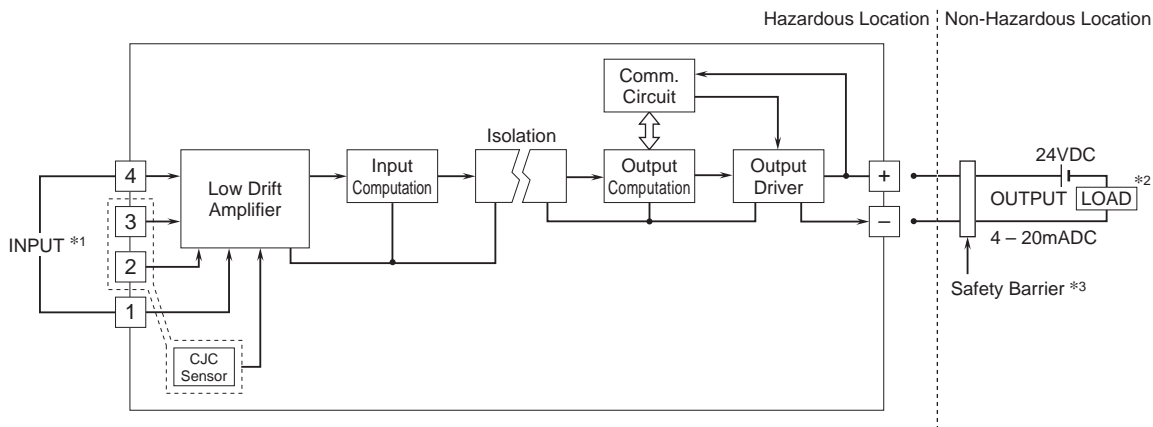 Hazardous Location
Non-Hazardous Location
Comm.
Circuit
Isolation
Low Drift
Amplifier
Input
Computation
Output
Computation
Output
Driver
4
3
2
1
INPUT *1
CJC
Sensor
+
–
24VDC
OUTPUT
LOAD
*2
4 – 20mADC
Safety Barrier *3